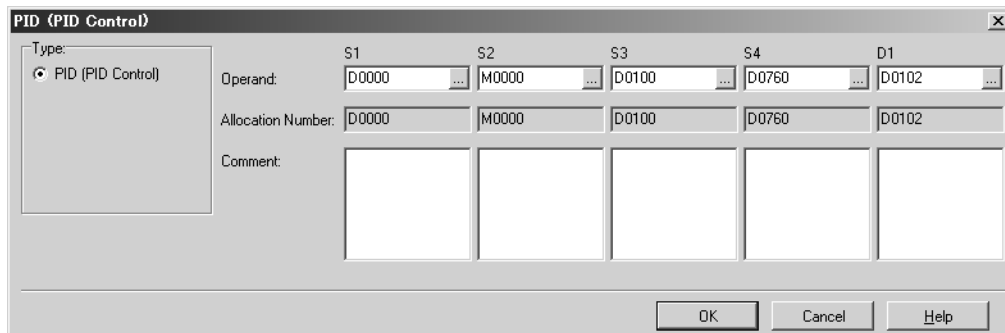 PID (PID Control)
Type:
PID (PID Control)
S1 S2 S3 S4 D1
Operand: D0000 ... M0000 ... D0100 ... D0760 ... D0102 ...
Allocation Number: D0000 M0000 D0100 D0760 D0102
Comment:
OK Cancel Help